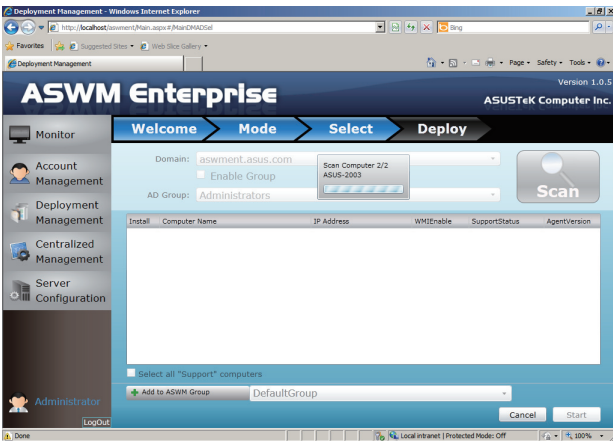 Deployment Management - Windows Internet Explorer
http://localhost/aswment/Main.aspx#/MainDMADSel
Bing
Favorites
Suggested Sites
Web Slice Gallery
Deployment Management
Page
Safety
Tools
Version 1.0.5
ASWM Enterprise
ASUSTeK Computer Inc.
Monitor
Account
Management
Deployment
Management
Centralized
Management
Server
Configuration
Administrator
LogOut
Welcome
Mode
Select
Deploy
Domain:
aswment.asus.com
Enable Group
AD Group:
Administrators
Scan Computer 2/2
ASUS-2003
Scan
Install
Computer Name
IP Address
WMIEnable
SupportStatus
AgentVersion
Select all "Support" computers
Add to ASWM Group
DefaultGroup
Cancel
Start
Done
Local intranet | Protected Mode: Off
100%